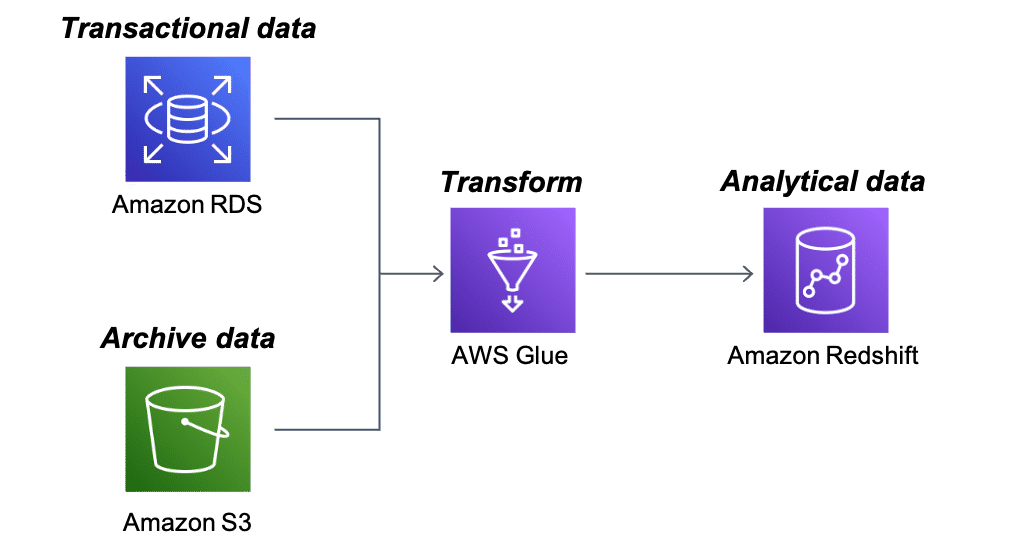 Transactional data
Amazon RDS
Archive data
Amazon S3
Transform
AWS Glue
Analytical data
Amazon Redshift